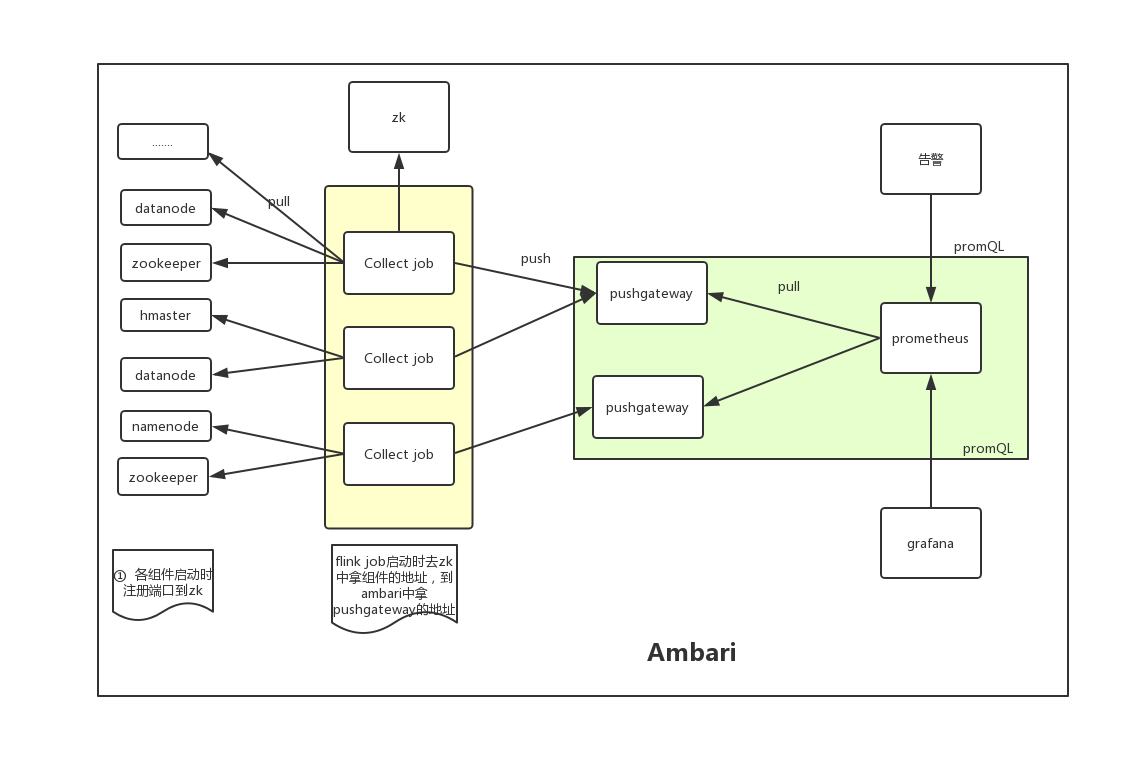 zk
.......
pull
datanode
zookeeper
hmaster
datanode
namenode
zookeeper
Collect job
Collect job
Collect job
push
pushgateway
pushgateway
pull
告警
promQL
prometheus
promQL
grafana
① 各组件启动时
注册端口到zk
flink job启动时去zk
中拿组件的地址，到
ambari中拿
pushgateway的地址
Ambari